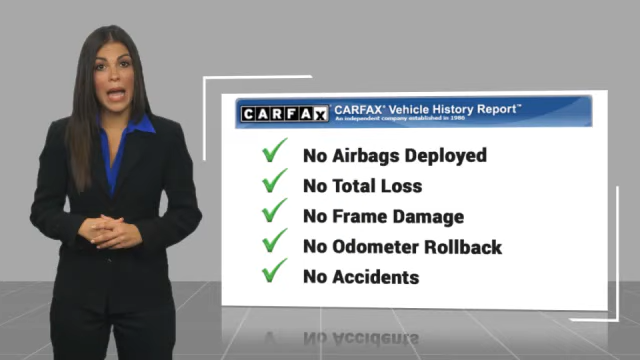 CARFAX CARFAX® Vehicle History Report™
An independent company established in 1986
No Airbags Deployed
No Total Loss
No Frame Damage
No Odometer Rollback
No Accidents